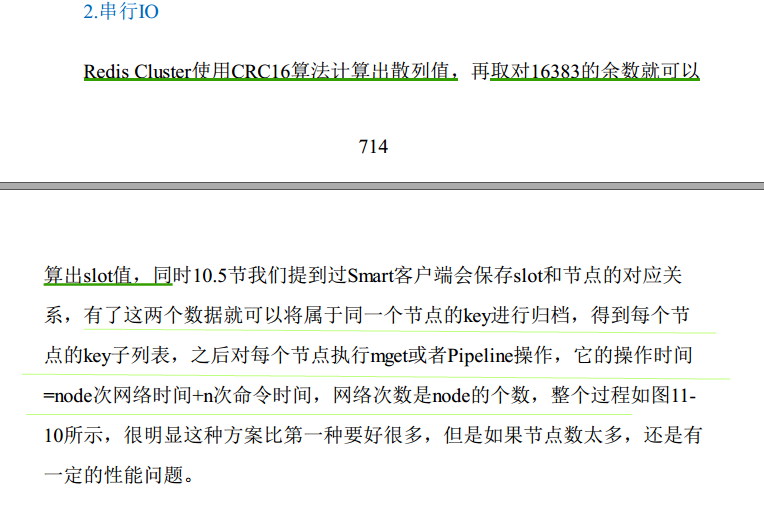 2.串行IO
Redis Cluster使用CRC16算法计算出散列值，再取对16383的余数就可以
714
算出slot值，同时10.5节我们提到过Smart客户端会保存slot和节点的对应关
系，有了这两个数据就可以将属于同一个节点的key进行归档，得到每个节
点的key子列表，之后对每个节点执行mget或者Pipeline操作，它的操作时间
=node次网络时间+n次命令时间，网络次数是node的个数，整个过程如图11-
10所示，很明显这种方案比第一种要好很多，但是如果节点数太多，还是有
一定的性能问题。